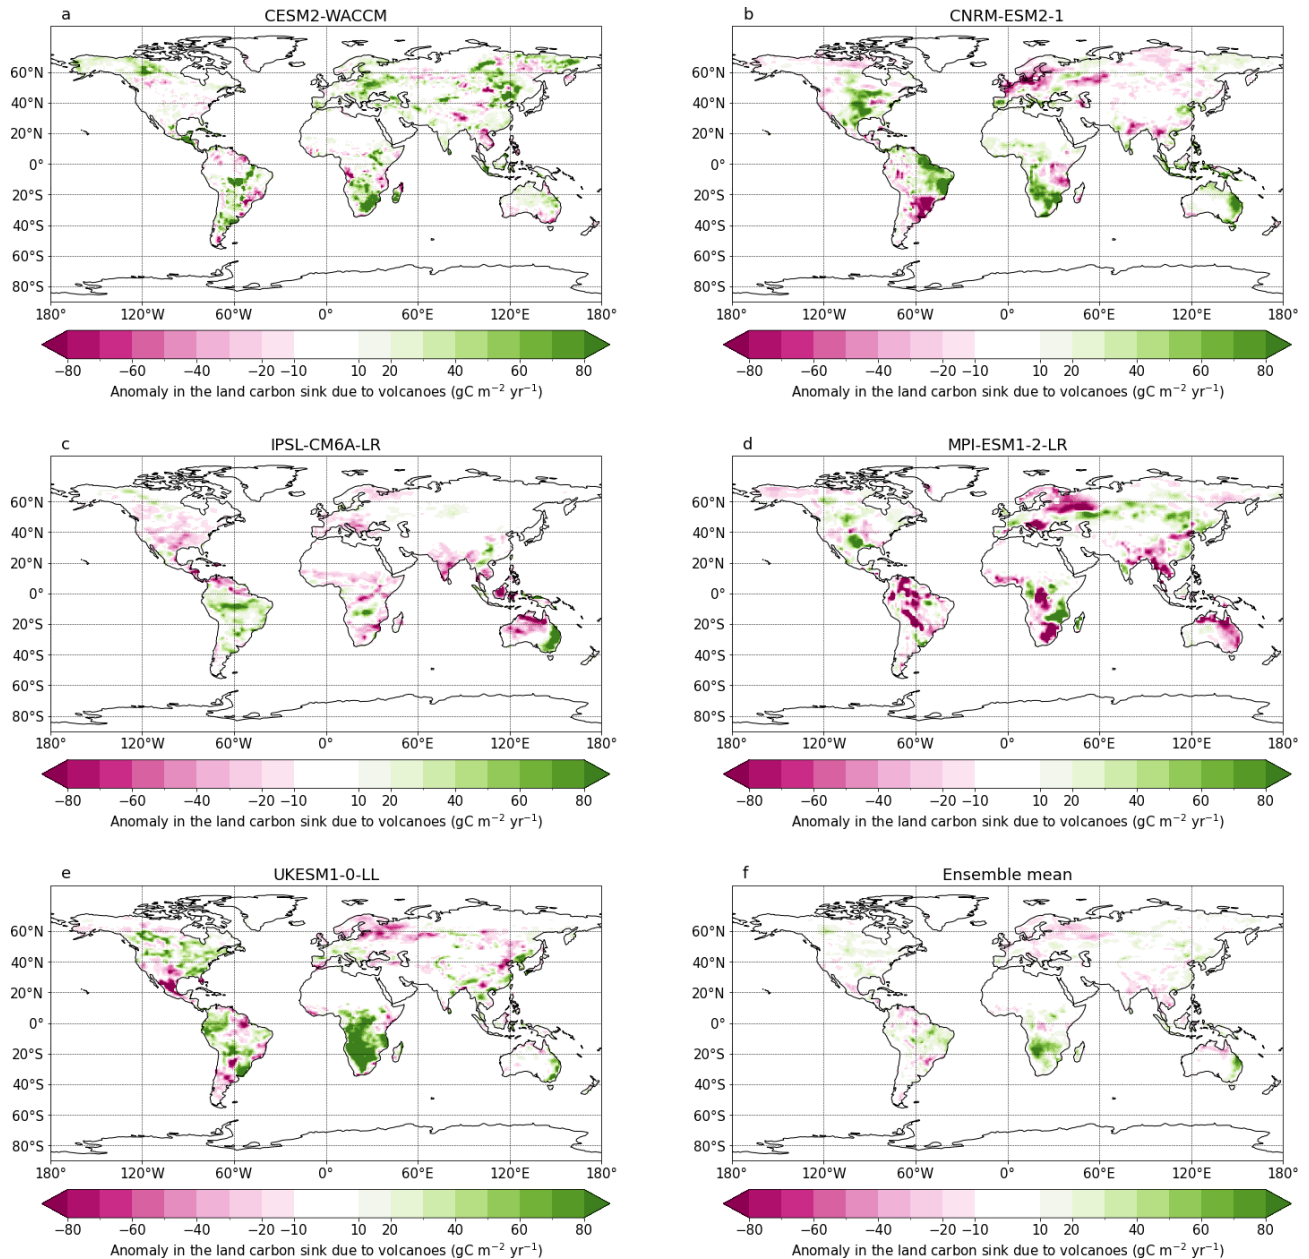 a CESM2-WACCM
60°N
40°N
20°N
0°
20°S
40°S
60°S
80°S
180° 120°W 60°W 0° 60°E 120°E 180°
−80 −60 −40 −20 −10 10 20 40 60 80
Anomaly in the land carbon sink due to volcanoes (gC m⁻² yr⁻¹)
b CNRM-ESM2-1
60°N
40°N
20°N
0°
20°S
40°S
60°S
80°S
180° 120°W 60°W 0° 60°E 120°E 180°
−80 −60 −40 −20 −10 10 20 40 60 80
Anomaly in the land carbon sink due to volcanoes (gC m⁻² yr⁻¹)
c IPSL-CM6A-LR
60°N
40°N
20°N
0°
20°S
40°S
60°S
80°S
180° 120°W 60°W 0° 60°E 120°E 180°
−80 −60 −40 −20 −10 10 20 40 60 80
Anomaly in the land carbon sink due to volcanoes (gC m⁻² yr⁻¹)
d MPI-ESM1-2-LR
60°N
40°N
20°N
0°
20°S
40°S
60°S
80°S
180° 120°W 60°W 0° 60°E 120°E 180°
−80 −60 −40 −20 −10 10 20 40 60 80
Anomaly in the land carbon sink due to volcanoes (gC m⁻² yr⁻¹)
e UKESM1-0-LL
60°N
40°N
20°N
0°
20°S
40°S
60°S
80°S
180° 120°W 60°W 0° 60°E 120°E 180°
−80 −60 −40 −20 −10 10 20 40 60 80
Anomaly in the land carbon sink due to volcanoes (gC m⁻² yr⁻¹)
f Ensemble mean
60°N
40°N
20°N
0°
20°S
40°S
60°S
80°S
180° 120°W 60°W 0° 60°E 120°E 180°
−80 −60 −40 −20 −10 10 20 40 60 80
Anomaly in the land carbon sink due to volcanoes (gC m⁻² yr⁻¹)